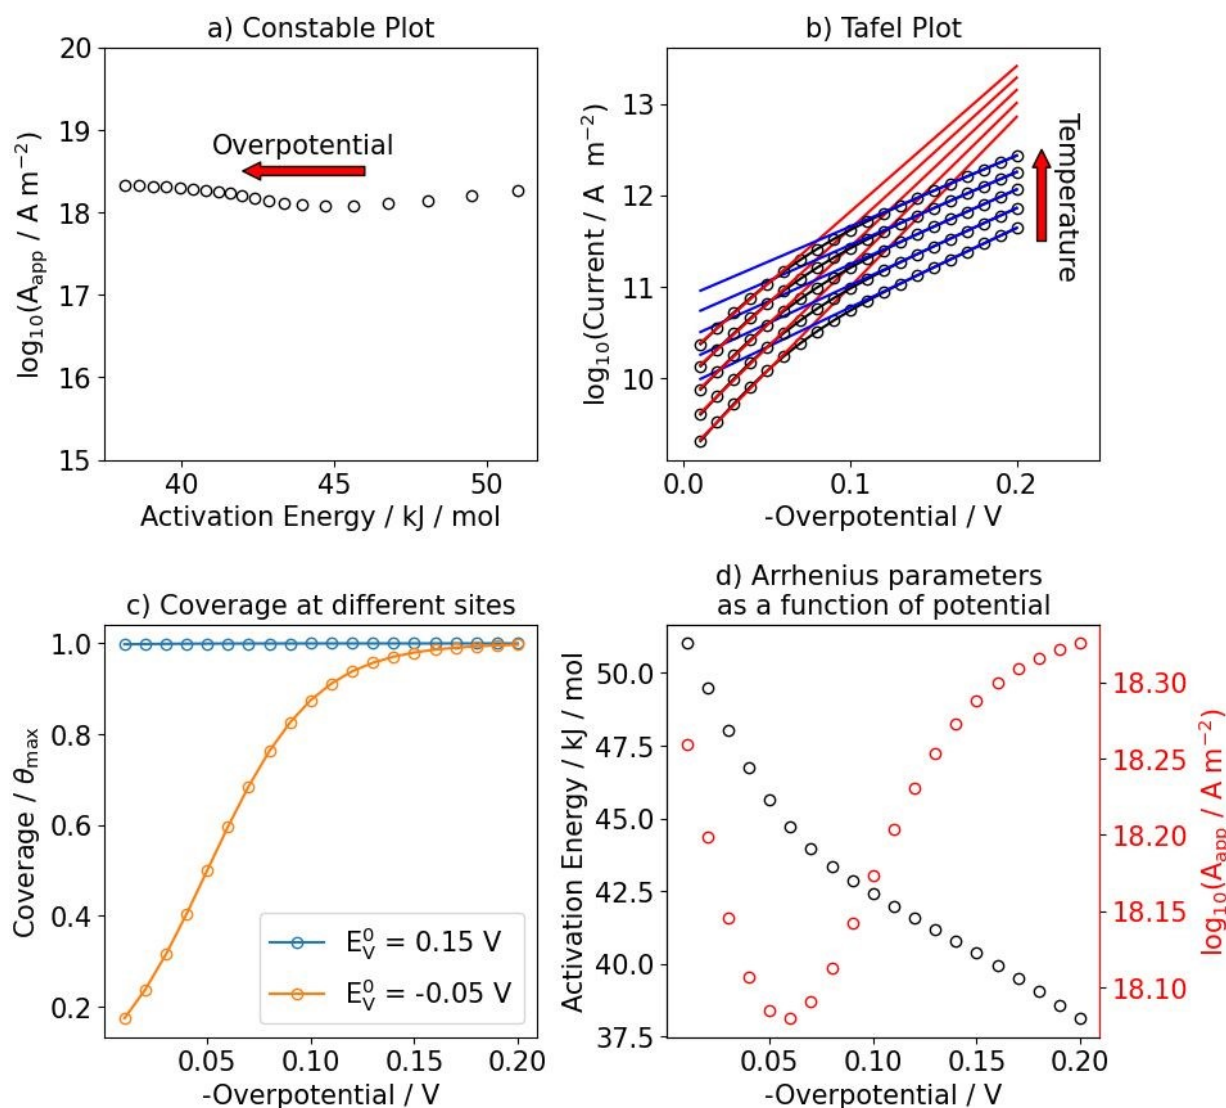 a) Constable Plot
20
19
18
17
16
15
log₁₀(A_app / A m⁻²)
Overpotential
40 45 50
Activation Energy / kJ / mol
b) Tafel Plot
13
12
11
10
log₁₀(Current / A m⁻²)
Temperature
0.0 0.1 0.2
-Overpotential / V
c) Coverage at different sites
1.0
0.8
0.6
0.4
0.2
Coverage / θ_max
E⁰_V = 0.15 V
E⁰_V = -0.05 V
0.05 0.10 0.15 0.20
-Overpotential / V
d) Arrhenius parameters
as a function of potential
50.0
47.5
45.0
42.5
40.0
37.5
Activation Energy / kJ / mol
18.30
18.25
18.20
18.15
18.10
log₁₀(A_app / A m⁻²)
0.05 0.10 0.15 0.20
-Overpotential / V